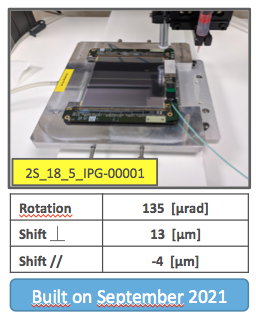 2S_18_5_IPG-00001
Rotation 135 [µrad]
Shift ⊥ 13 [µm]
Shift // -4 [µm]
Built on September 2021